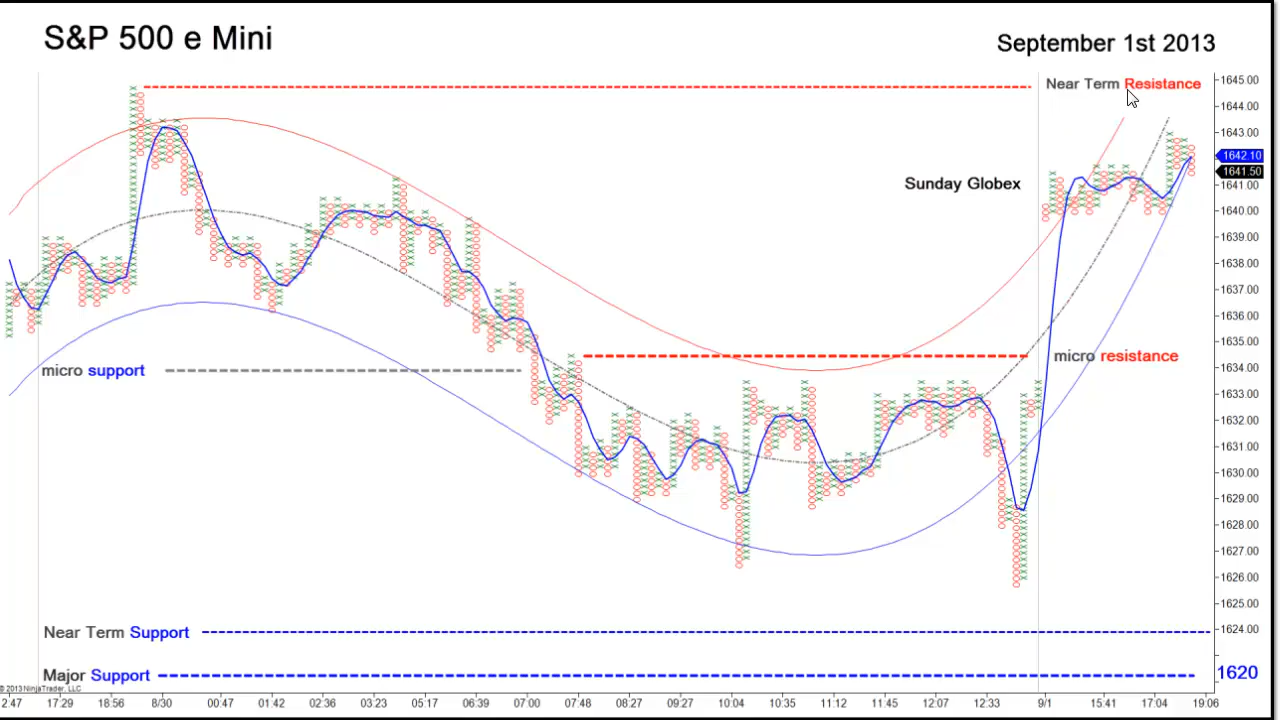 S&P 500 e Mini
September 1st 2013
Near Term Resistance
1645.00
1644.00
1643.00
1642.10
1641.50
1641.00
Sunday Globex
1640.00
1639.00
1638.00
1637.00
1636.00
1635.00
micro resistance
micro support
1634.00
1633.00
1632.00
1631.00
1630.00
1629.00
1628.00
1627.00
1626.00
1625.00
1624.00
Near Term Support
Major Support
1620
© 2013 NinjaTrader, LLC
2:47 17:29 18:56 8/30 00:47 01:42 02:36 03:23 05:17 06:39 07:00 07:48 08:27 09:27 10:04 10:35 11:12 11:45 12:07 12:33 9/1 15:41 17:04 19:06